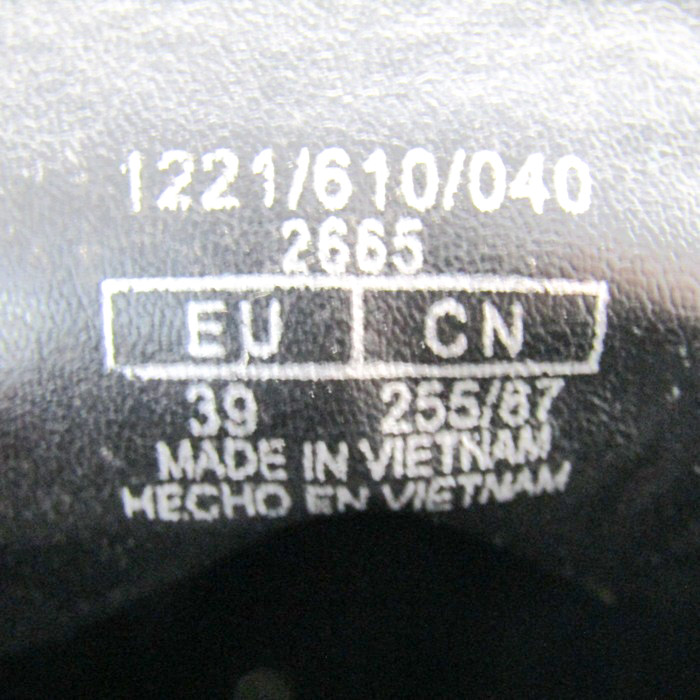 1221/610/040
2665
EU CN
39 255/87
MADE IN VIETNAM
HECHO EN VIETNAM